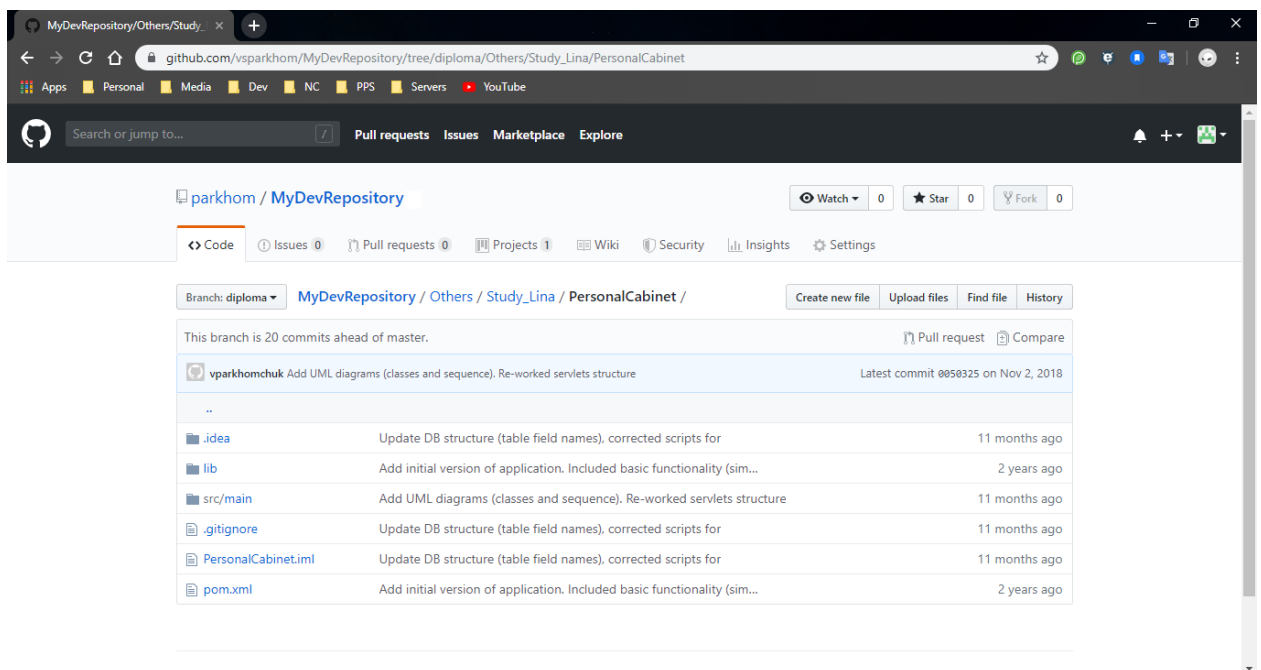 MyDevRepository/Others/Study_
github.com/vsparkhom/MyDevRepository/tree/diploma/Others/Study_Lina/PersonalCabinet
Apps Personal Media Dev NC PPS Servers YouTube
Search or jump to... / Pull requests Issues Marketplace Explore
parkhom / MyDevRepository Watch 0 Star 0 Fork 0
Code Issues 0 Pull requests 0 Projects 1 Wiki Security Insights Settings
Branch: diploma MyDevRepository / Others / Study_Lina / PersonalCabinet / Create new file Upload files Find file History
This branch is 20 commits ahead of master. Pull request Compare
vparkhomchuk Add UML diagrams (classes and sequence). Re-worked servlets structure Latest commit 0050325 on Nov 2, 2018
..
.idea Update DB structure (table field names), corrected scripts for 11 months ago
lib Add initial version of application. Included basic functionality (sim... 2 years ago
src/main Add UML diagrams (classes and sequence). Re-worked servlets structure 11 months ago
.gitignore Update DB structure (table field names), corrected scripts for 11 months ago
PersonalCabinet.iml Update DB structure (table field names), corrected scripts for 11 months ago
pom.xml Add initial version of application. Included basic functionality (sim... 2 years ago